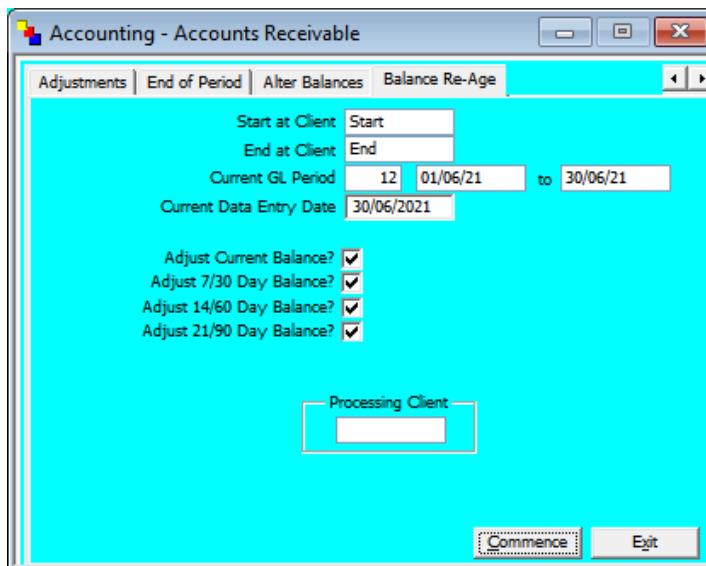 Accounting - Accounts Receivable
Adjustments End of Period Alter Balances Balance Re-Age
Start at Client Start
End at Client End
Current GL Period 12 01/06/21 to 30/06/21
Current Data Entry Date 30/06/2021
Adjust Current Balance?
Adjust 7/30 Day Balance?
Adjust 14/60 Day Balance?
Adjust 21/90 Day Balance?
Processing Client
Commence Exit